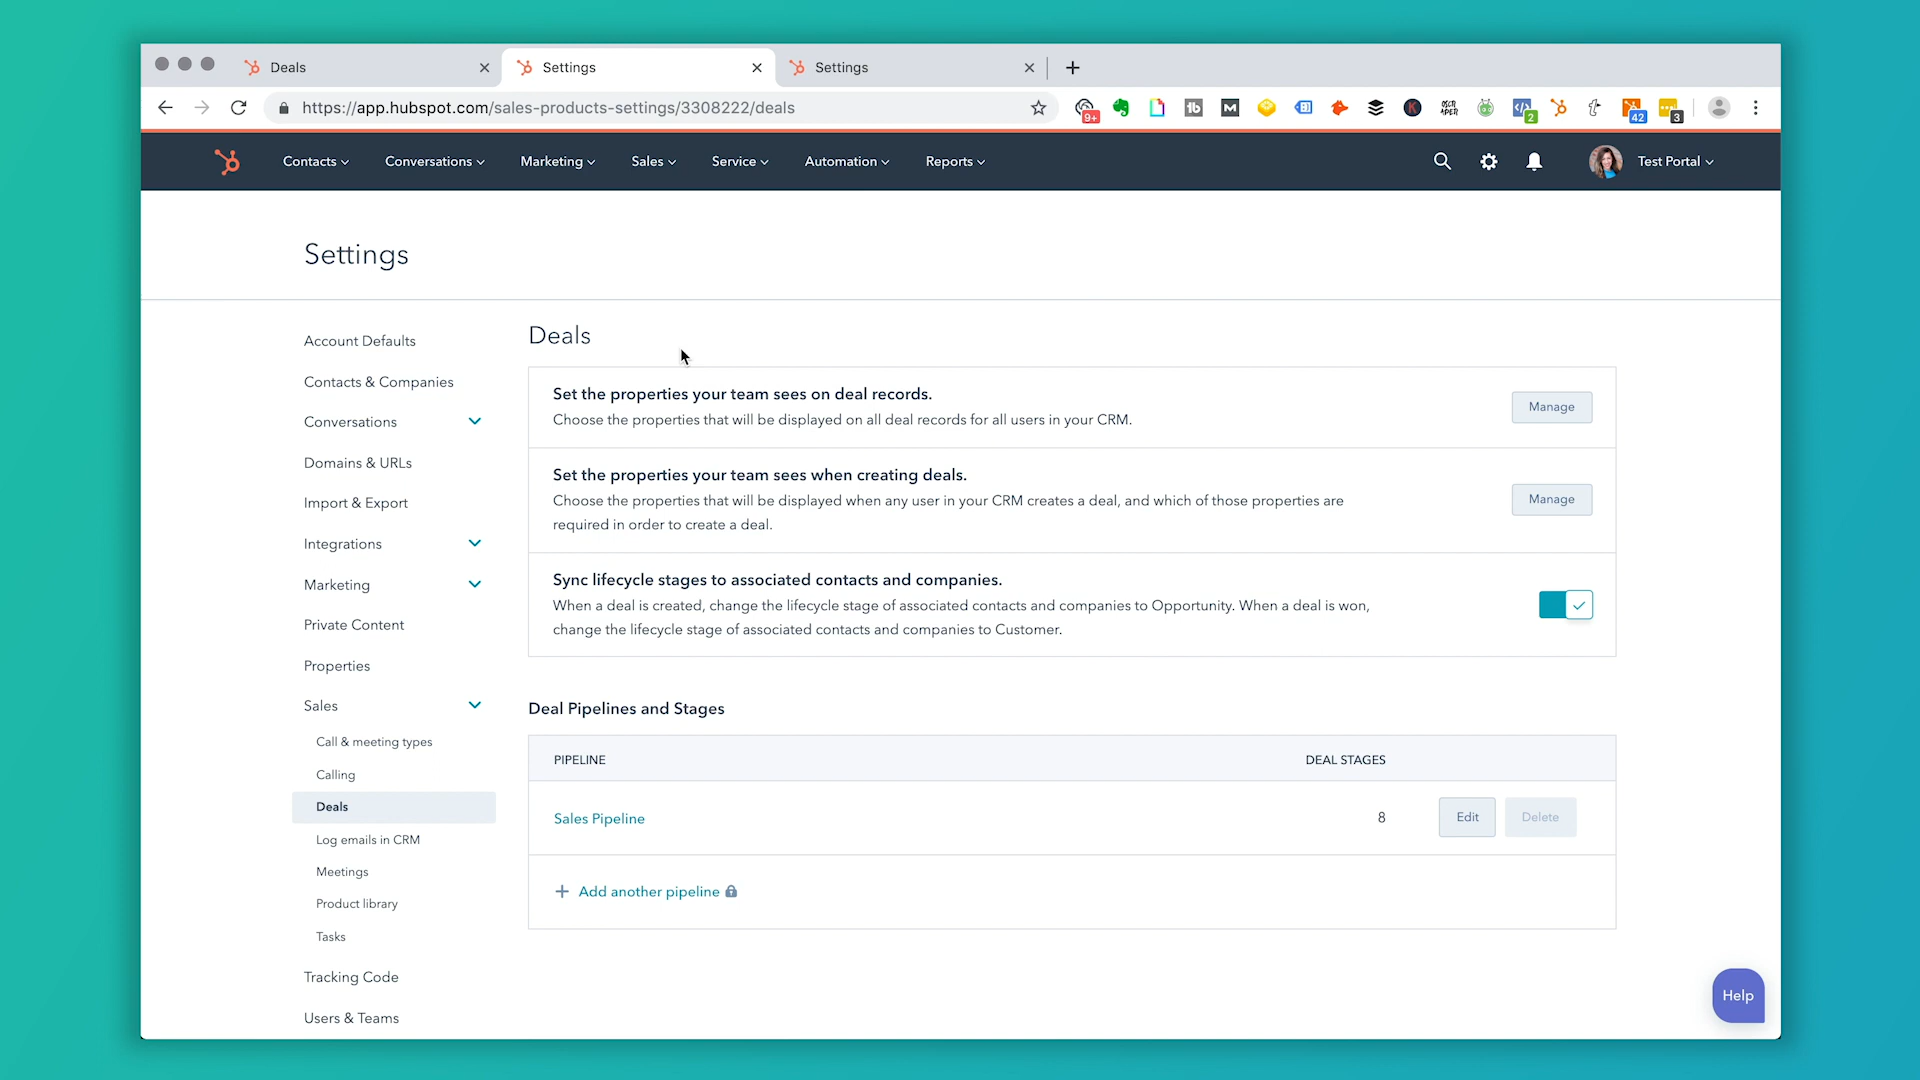 Deals
Settings
Settings
https://app.hubspot.com/sales-products-settings/3308222/deals
9+
2
42
3
Contacts
Conversations
Marketing
Sales
Service
Automation
Reports
Test Portal
Settings
Account Defaults
Contacts & Companies
Conversations
Domains & URLs
Import & Export
Integrations
Marketing
Private Content
Properties
Sales
Call & meeting types
Calling
Deals
Log emails in CRM
Meetings
Product library
Tasks
Tracking Code
Users & Teams
Deals
Set the properties your team sees on deal records.
Choose the properties that will be displayed on all deal records for all users in your CRM.
Manage
Set the properties your team sees when creating deals.
Choose the properties that will be displayed when any user in your CRM creates a deal, and which of those properties are
required in order to create a deal.
Manage
Sync lifecycle stages to associated contacts and companies.
When a deal is created, change the lifecycle stage of associated contacts and companies to Opportunity. When a deal is won,
change the lifecycle stage of associated contacts and companies to Customer.
Deal Pipelines and Stages
PIPELINE DEAL STAGES
Sales Pipeline 8 Edit Delete
Add another pipeline
Help